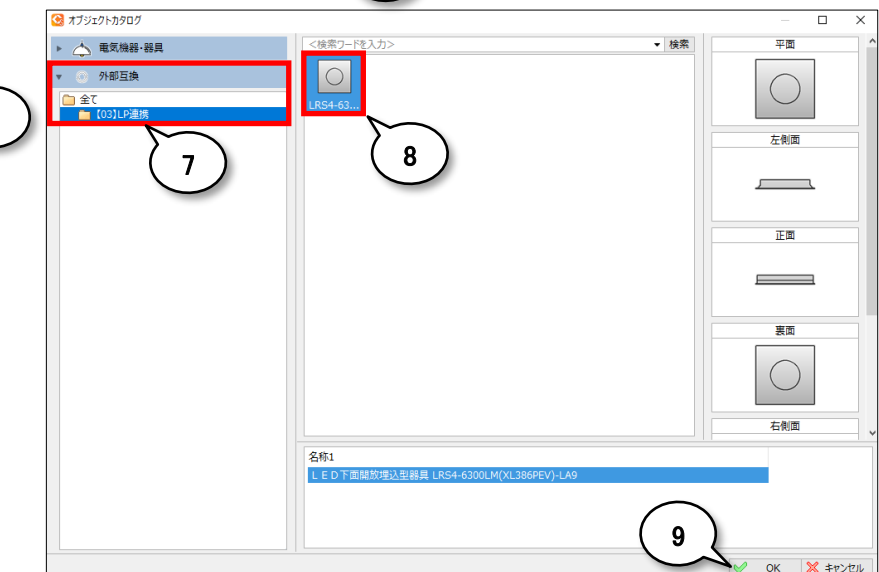 オブジェクトカタログ
電気機器・器具
外部互換
全て
【03】LP連携
7
<検索ワードを入力>
検索
LRS4-63...
8
平面
左側面
正面
裏面
右側面
名称1
ＬＥＤ下面開放埋込型器具 LRS4-6300LM(XL386PEV)-LA9
9
OK
キャンセル